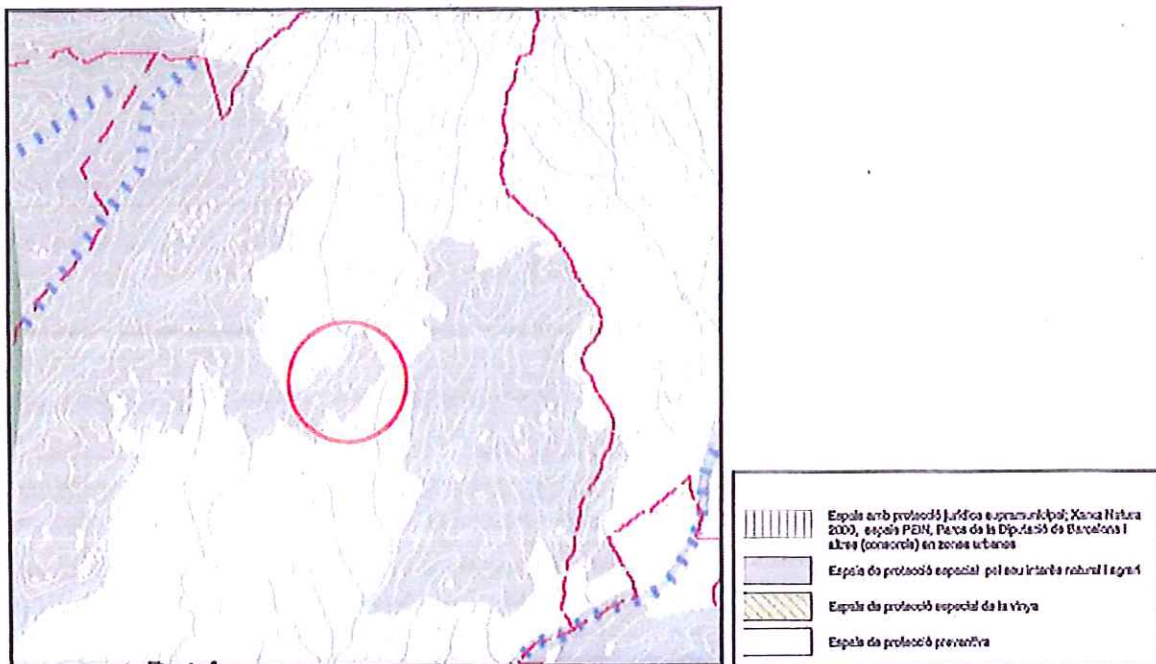 Espais amb protecció jurídica supramunicipal; Xarxa Natura
2000, espais PEIN, Parcs de la Diputació de Barcelona i
altres (consorcis) en zones urbanes
Espais de protecció especial pel seu interès natural i agrari
Espais de protecció especial de la vinya
Espais de protecció preventiva